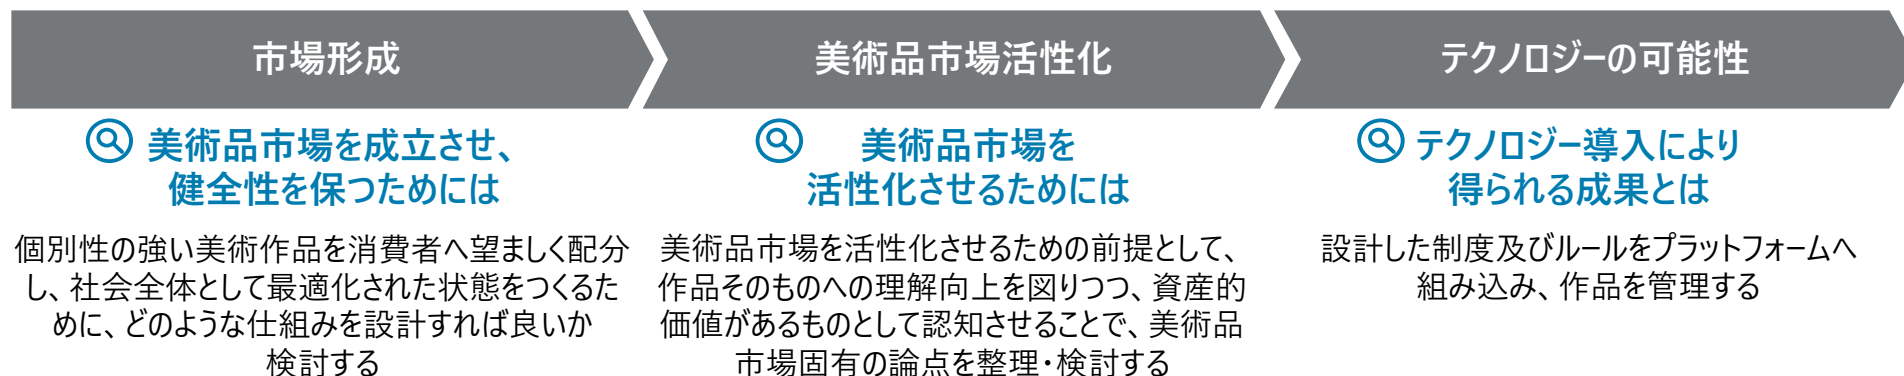 市場形成
美術品市場活性化
テクノロジーの可能性
美術品市場を成立させ、
健全性を保つためには
美術品市場を
活性化させるためには
テクノロジー導入により
得られる成果とは
個別性の強い美術作品を消費者へ望ましく配分
し、社会全体として最適化された状態をつくるた
めに、どのような仕組みを設計すれば良いか
検討する
美術品市場を活性化させるための前提として、
作品そのものへの理解向上を図りつつ、資産的
価値があるものとして認知させることで、美術品
市場固有の論点を整理・検討する
設計した制度及びルールをプラットフォームへ
組み込み、作品を管理する